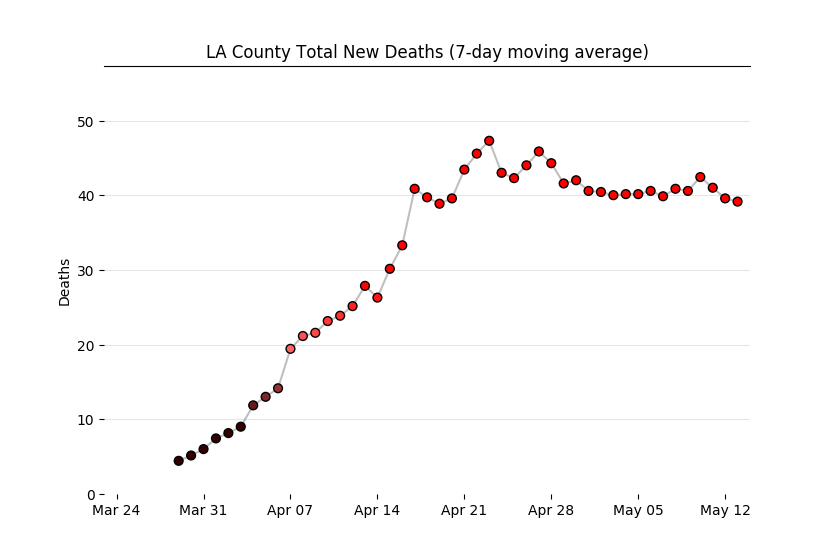 LA County Total New Deaths (7-day moving average)
50
40
30
20
10
0
Deaths
Mar 24 Mar 31 Apr 07 Apr 14 Apr 21 Apr 28 May 05 May 12